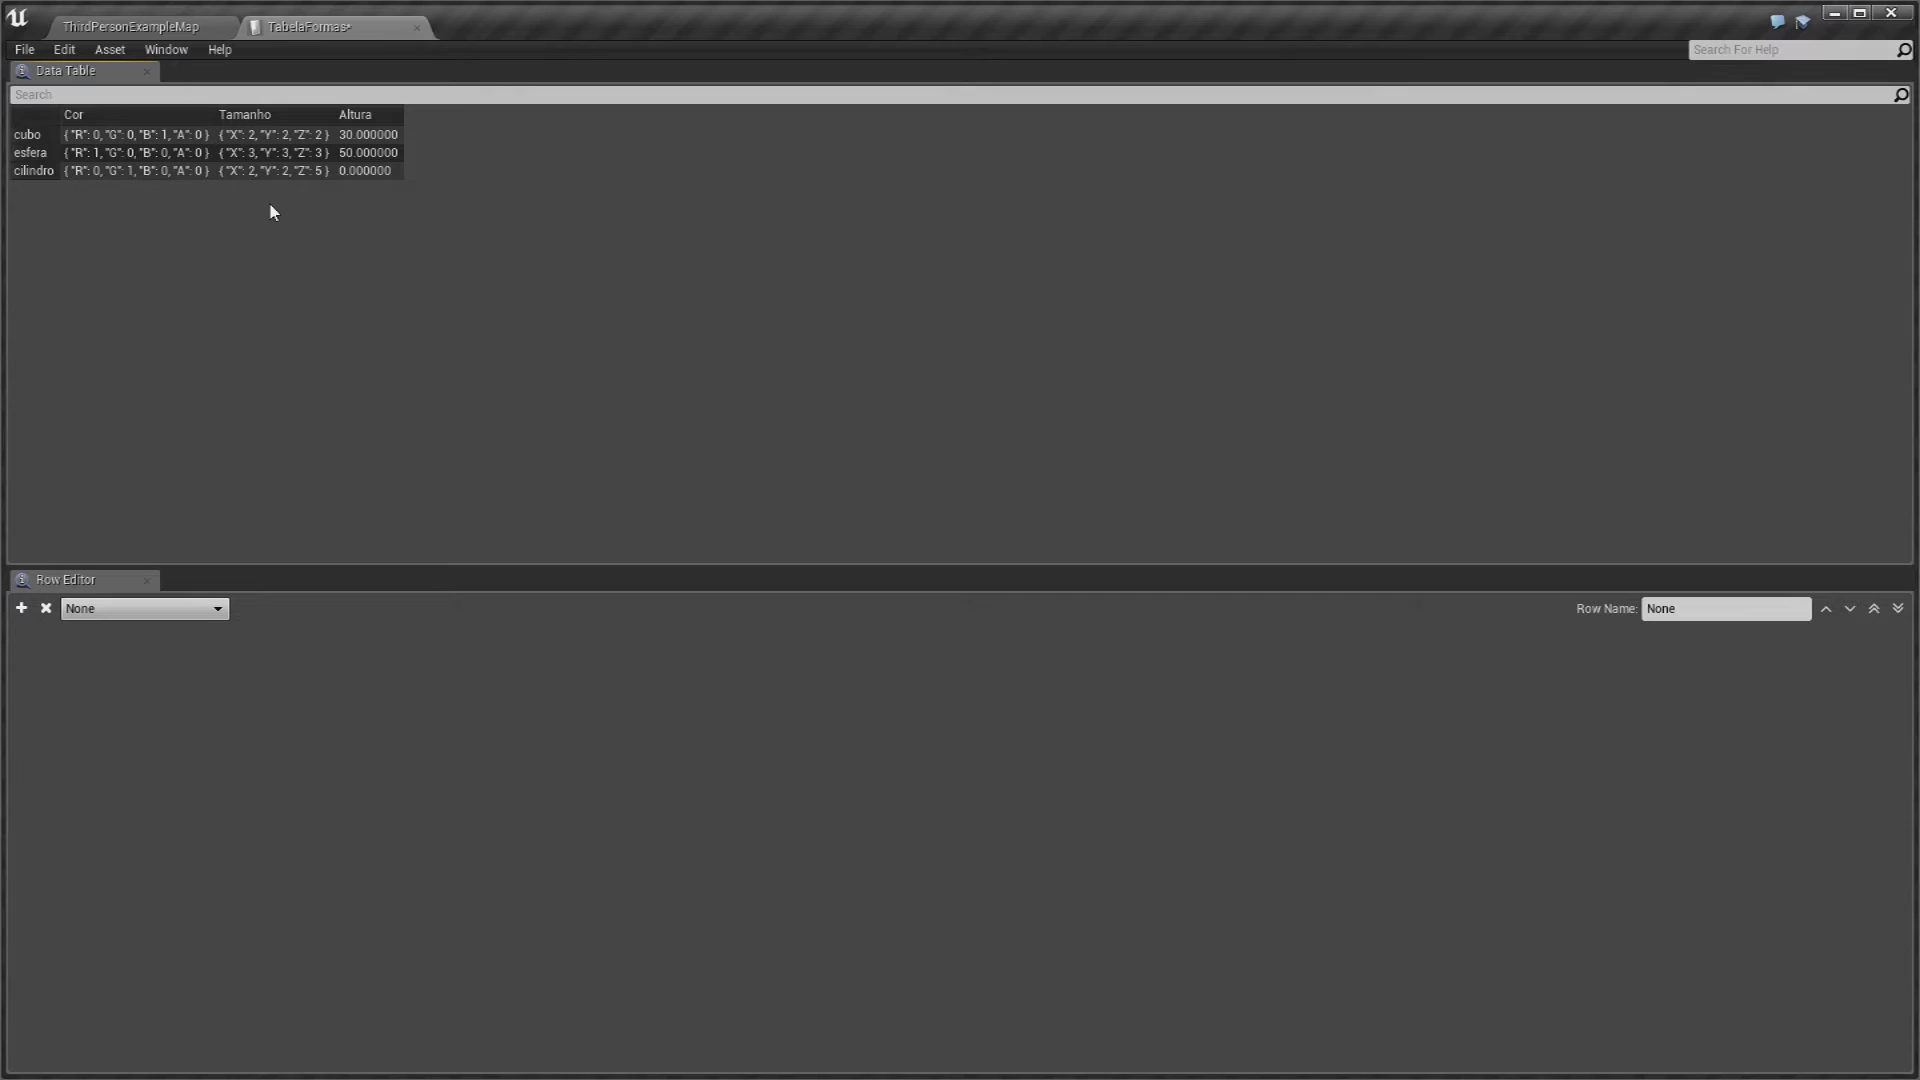 ThirdPersonExampleMap TabelaFormas*
File Edit Asset Window Help Search For Help
Data Table
Search
Cor Tamanho Altura
cubo { "R": 0, "G": 0, "B": 1, "A": 0 } { "X": 2, "Y": 2, "Z": 2 } 30.000000
esfera { "R": 1, "G": 0, "B": 0, "A": 0 } { "X": 3, "Y": 3, "Z": 3 } 50.000000
cilindro { "R": 0, "G": 1, "B": 0, "A": 0 } { "X": 2, "Y": 2, "Z": 5 } 0.000000
Row Editor
None Row Name: None